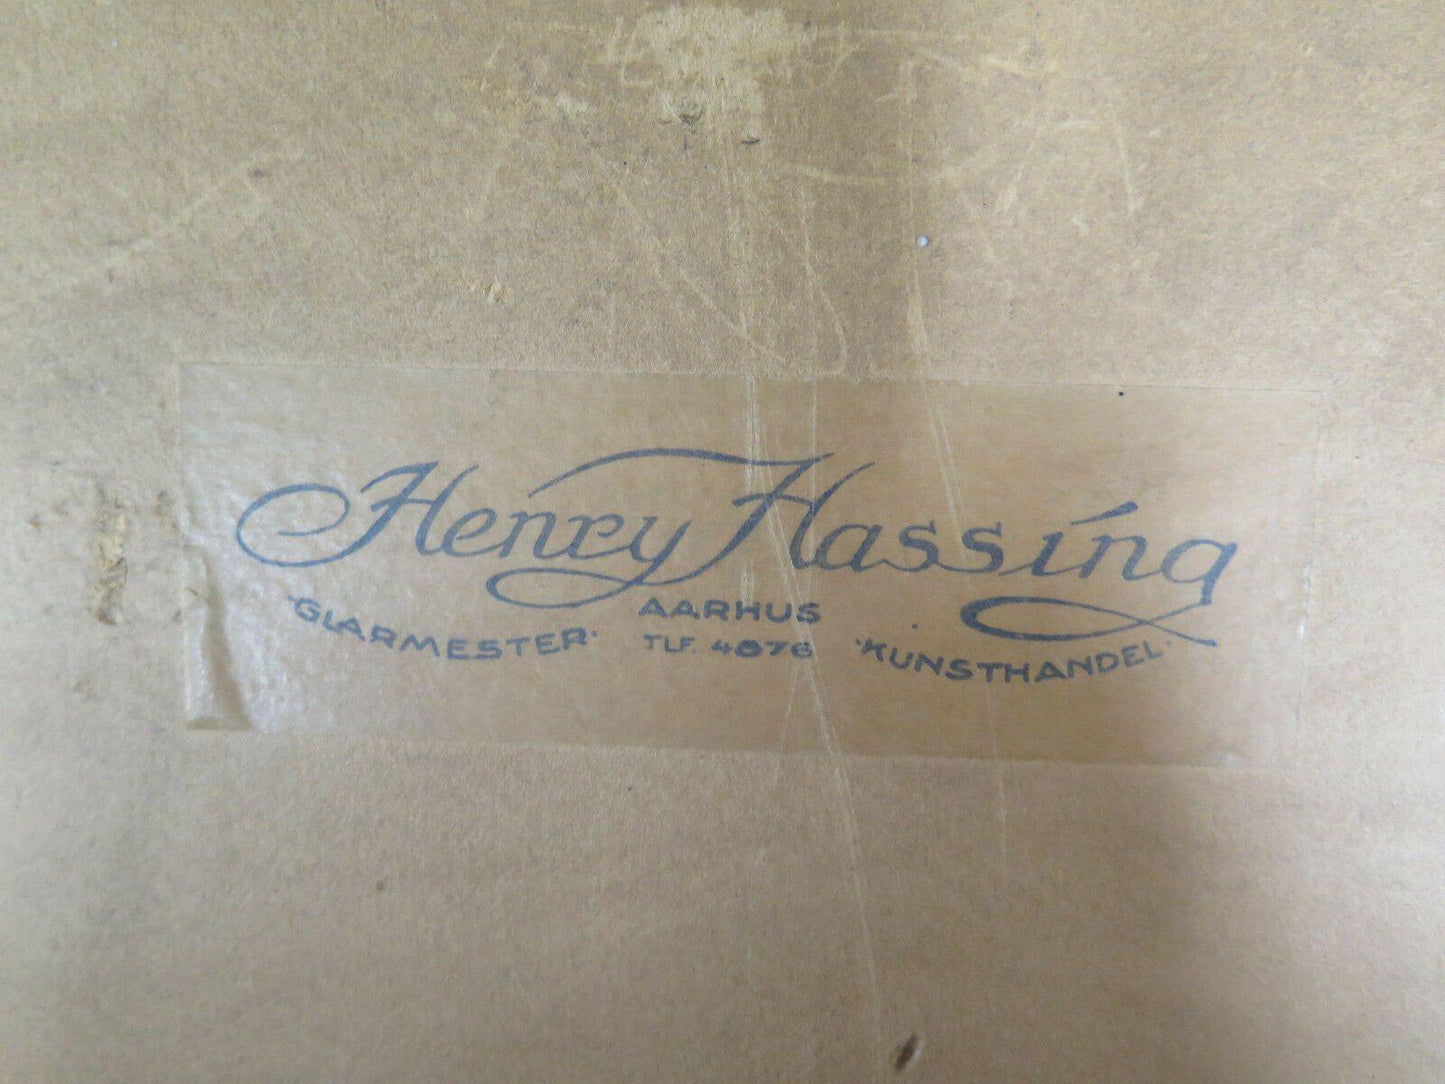 Henry Hassing
AARHUS
"GLARMESTER" TLF. 4876 "KUNSTHANDEL"